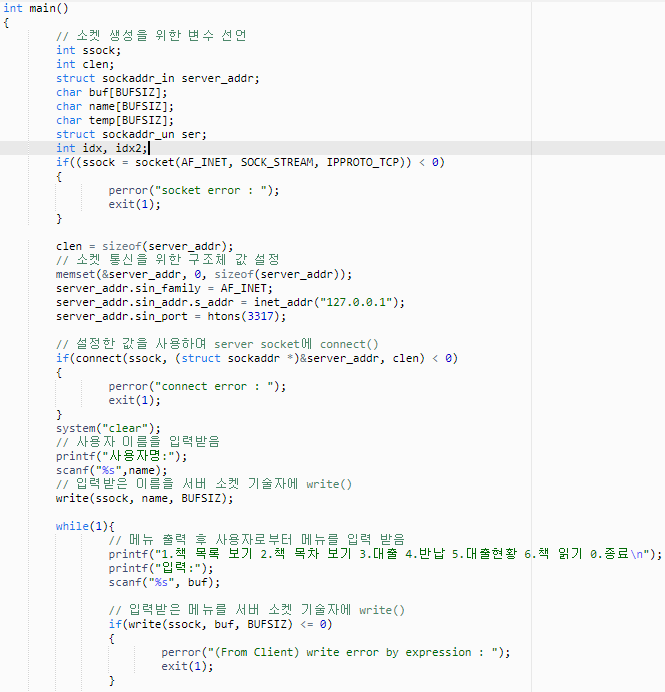 int main()
{
// 소켓 생성을 위한 변수 선언
int ssock;
int clen;
struct sockaddr_in server_addr;
char buf[BUFSIZ];
char name[BUFSIZ];
char temp[BUFSIZ];
struct sockaddr_un ser;
int idx, idx2;
if((ssock = socket(AF_INET, SOCK_STREAM, IPPROTO_TCP)) < 0)
{
perror("socket error : ");
exit(1);
}
clen = sizeof(server_addr);
// 소켓 통신을 위한 구조체 값 설정
memset(&server_addr, 0, sizeof(server_addr));
server_addr.sin_family = AF_INET;
server_addr.sin_addr.s_addr = inet_addr("127.0.0.1");
server_addr.sin_port = htons(3317);
// 설정한 값을 사용하여 server socket에 connect()
if(connect(ssock, (struct sockaddr *)&server_addr, clen) < 0)
{
perror("connect error : ");
exit(1);
}
system("clear");
// 사용자 이름을 입력받음
printf("사용자명:");
scanf("%s",name);
// 입력받은 이름을 서버 소켓 기술자에 write()
write(ssock, name, BUFSIZ);
while(1){
// 메뉴 출력 후 사용자로부터 메뉴를 입력 받음
printf("1.책 목록 보기 2.책 목차 보기 3.대출 4.반납 5.대출현황 6.책 읽기 0.종료\n");
printf("입력:");
scanf("%s", buf);
// 입력받은 메뉴를 서버 소켓 기술자에 write()
if(write(ssock, buf, BUFSIZ) <= 0)
{
perror("(From Client) write error by expression : ");
exit(1);
}